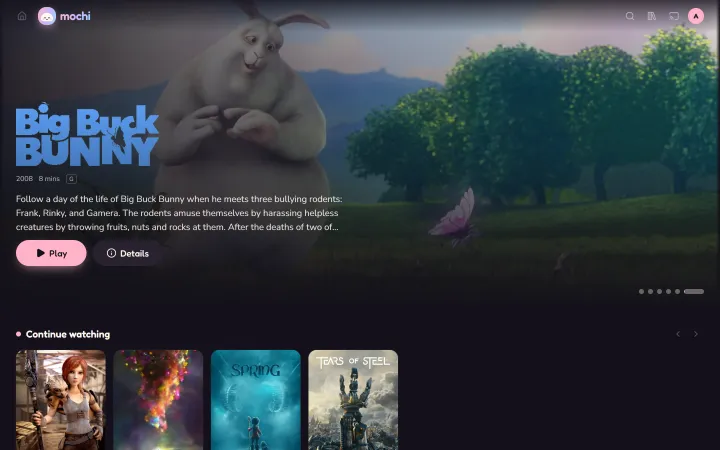 mochi
Big Buck
BUNNY
2008 8 mins G
Follow a day of the life of Big Buck Bunny when he meets three bullying rodents:
Frank, Rinky, and Gamera. The rodents amuse themselves by harassing helpless
creatures by throwing fruits, nuts and rocks at them. After the deaths of two of...
Play Details
Continue watching
SPRING
TEARS OF STEEL